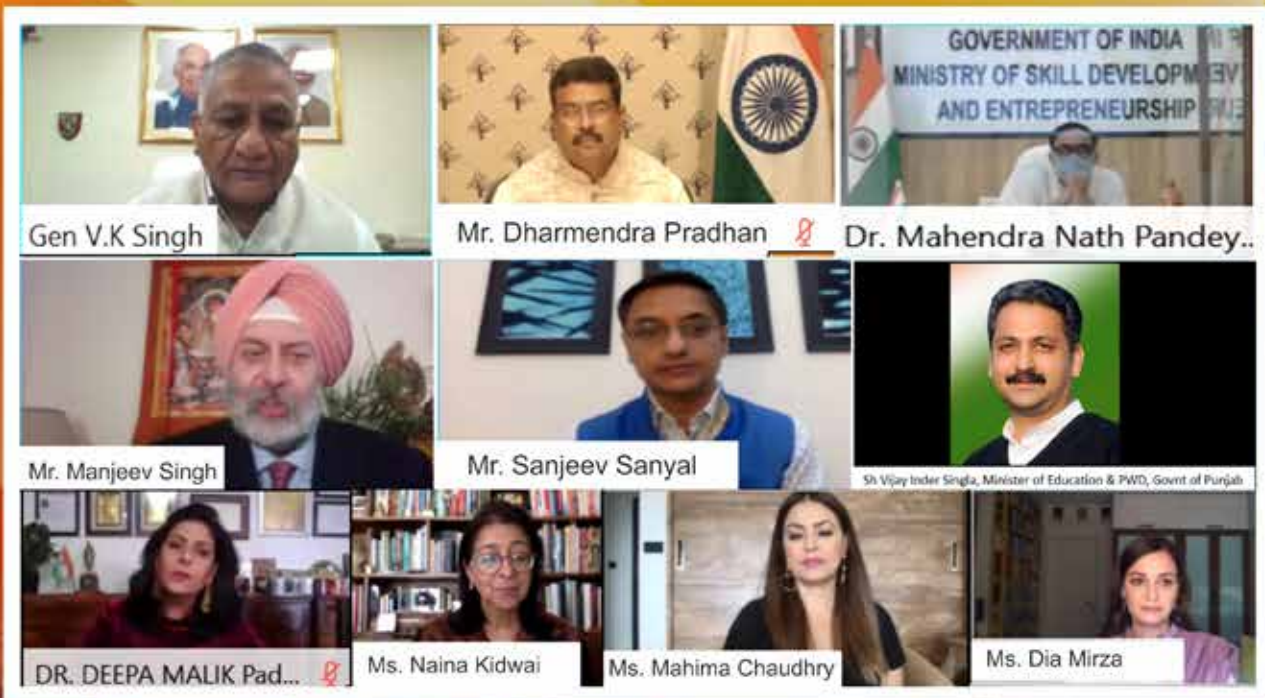 GOVERNMENT OF INDIA
MINISTRY OF SKILL DEVELOPM
AND ENTREPRENEURSHIP
Gen V.K Singh
Mr. Dharmendra Pradhan
Dr. Mahendra Nath Pandey..
Mr. Manjeev Singh
Mr. Sanjeev Sanyal
Sh Vijay Inder Singla, Minister of Education & PWD, Govnt of Punjab
DR. DEEPA MALIK Pad...
Ms. Naina Kidwai
Ms. Mahima Chaudhry
Ms. Dia Mirza